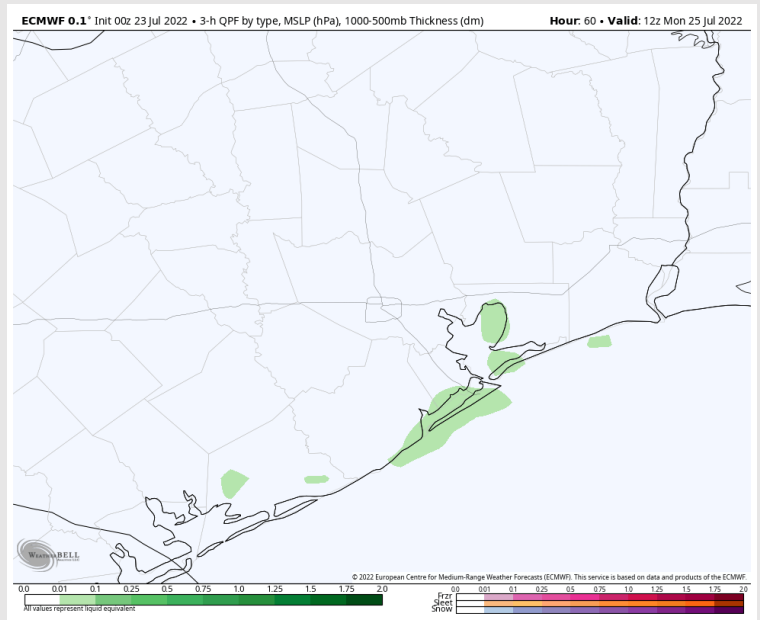 ECMWF 0.1° Init 00z 23 Jul 2022 • 3-h QPF by type, MSLP (hPa), 1000-500mb Thickness (dm)
Hour: 60 • Valid: 12z Mon 25 Jul 2022
WEATHERBELL
© 2022 European Centre for Medium-Range Weather Forecasts (ECMWF). This service is based on data and products of the ECMWF.
0.0 0.01 0.1 0.25 0.5 0.75 1.0 1.25 1.5 1.75 2.0
All values represent liquid equivalent
0.0 0.01 0.1 0.25 0.5 0.75 1.0 1.25 1.5 1.75 2.0
Frzr
Sleet
Snow